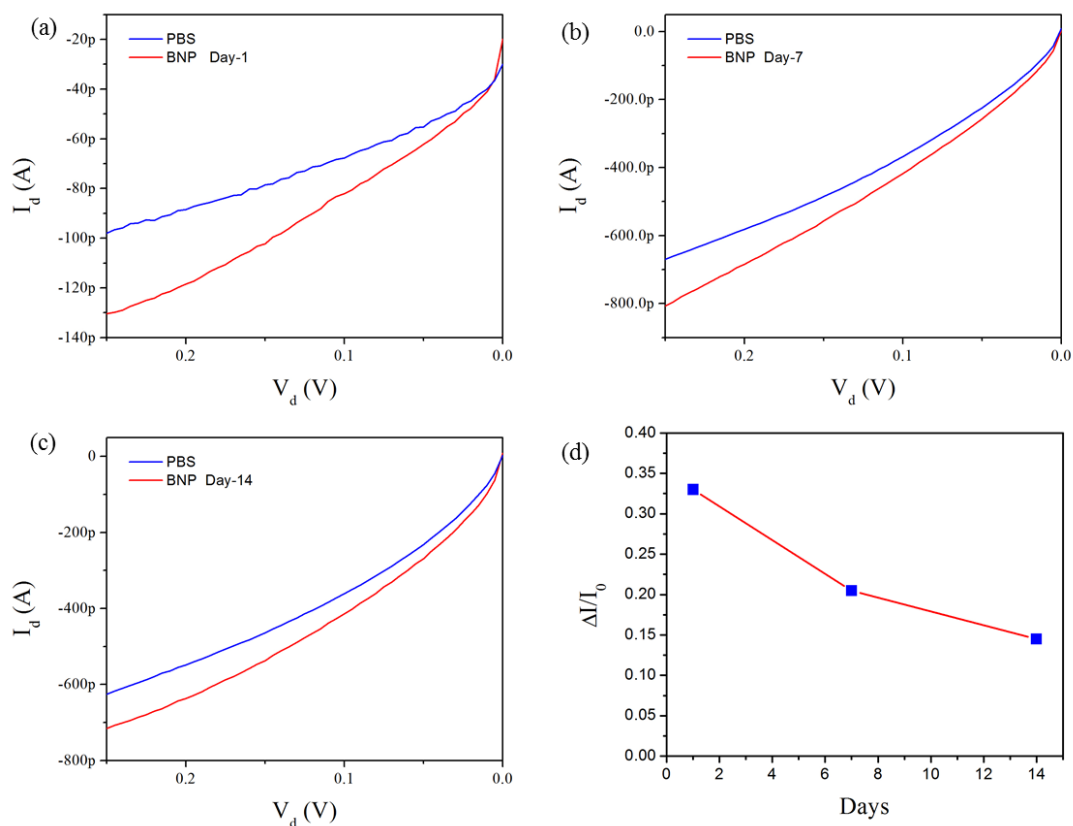 (a)
-20p
-40p
-60p
-80p
-100p
-120p
-140p
PBS
BNP Day-1
I_d (A)
0.2
0.1
0.0
V_d (V)
(b)
0.0
-200.0p
-400.0p
-600.0p
-800.0p
PBS
BNP Day-7
I_d (A)
0.2
0.1
0.0
V_d (V)
(c)
0
-200p
-400p
-600p
-800p
PBS
BNP Day-14
I_d (A)
0.2
0.1
0.0
V_d (V)
(d)
0.40
0.35
0.30
0.25
0.20
0.15
0.10
0.05
0.00
ΔI/I_0
0 2 4 6 8 10 12 14
Days